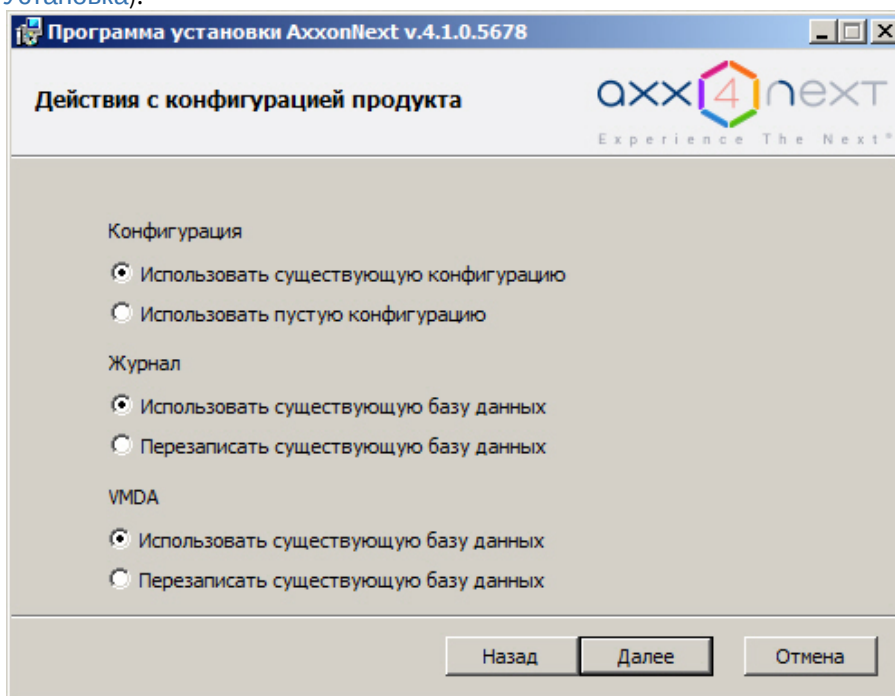 Установка).
Программа установки AxxonNext v.4.1.0.5678
Действия с конфигурацией продукта
axx4next
Experience The Next®
Конфигурация
Использовать существующую конфигурацию
Использовать пустую конфигурацию
Журнал
Использовать существующую базу данных
Перезаписать существующую базу данных
VMDA
Использовать существующую базу данных
Перезаписать существующую базу данных
Назад Далее Отмена